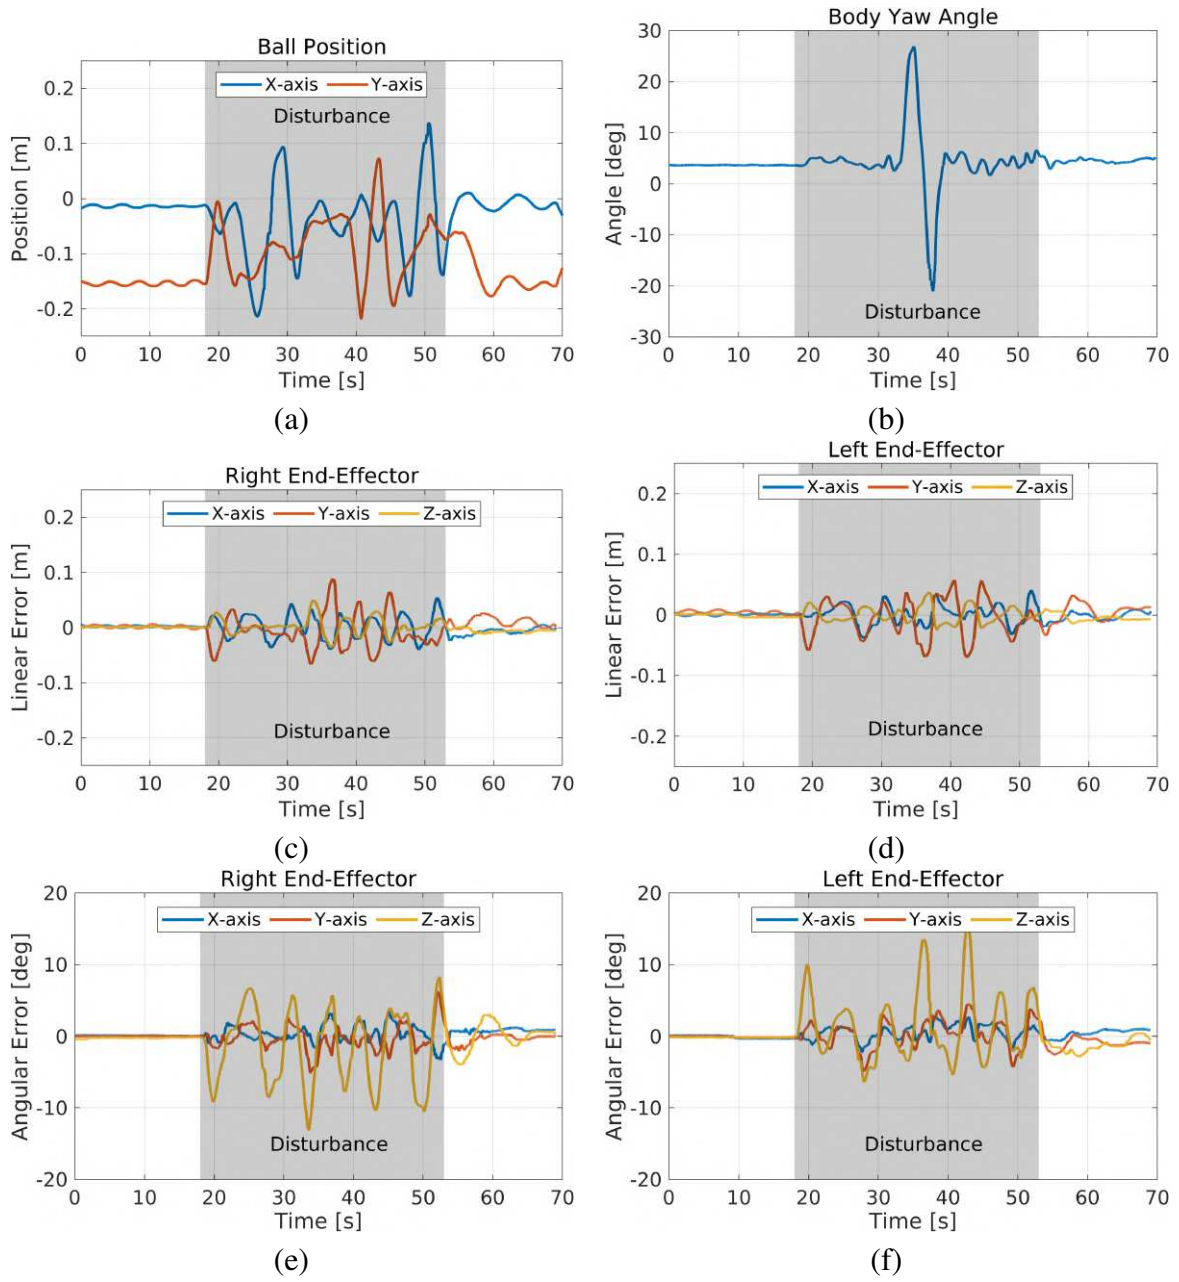 Ball Position
X-axis Y-axis
Disturbance
Position [m]
0.2
0.1
0
-0.1
-0.2
0 10 20 30 40 50 60 70
Time [s]
(a)
Body Yaw Angle
Angle [deg]
30
20
10
0
-10
-20
-30
Disturbance
0 10 20 30 40 50 60 70
Time [s]
(b)
Right End-Effector
X-axis Y-axis Z-axis
Linear Error [m]
0.2
0.1
0
-0.1
-0.2
Disturbance
0 10 20 30 40 50 60 70
Time [s]
(c)
Left End-Effector
X-axis Y-axis Z-axis
Linear Error [m]
0.2
0.1
0
-0.1
-0.2
Disturbance
0 10 20 30 40 50 60 70
Time [s]
(d)
Right End-Effector
X-axis Y-axis Z-axis
Angular Error [deg]
20
10
0
-10
-20
Disturbance
0 10 20 30 40 50 60 70
Time [s]
(e)
Left End-Effector
X-axis Y-axis Z-axis
Angular Error [deg]
20
10
0
-10
-20
Disturbance
0 10 20 30 40 50 60 70
Time [s]
(f)